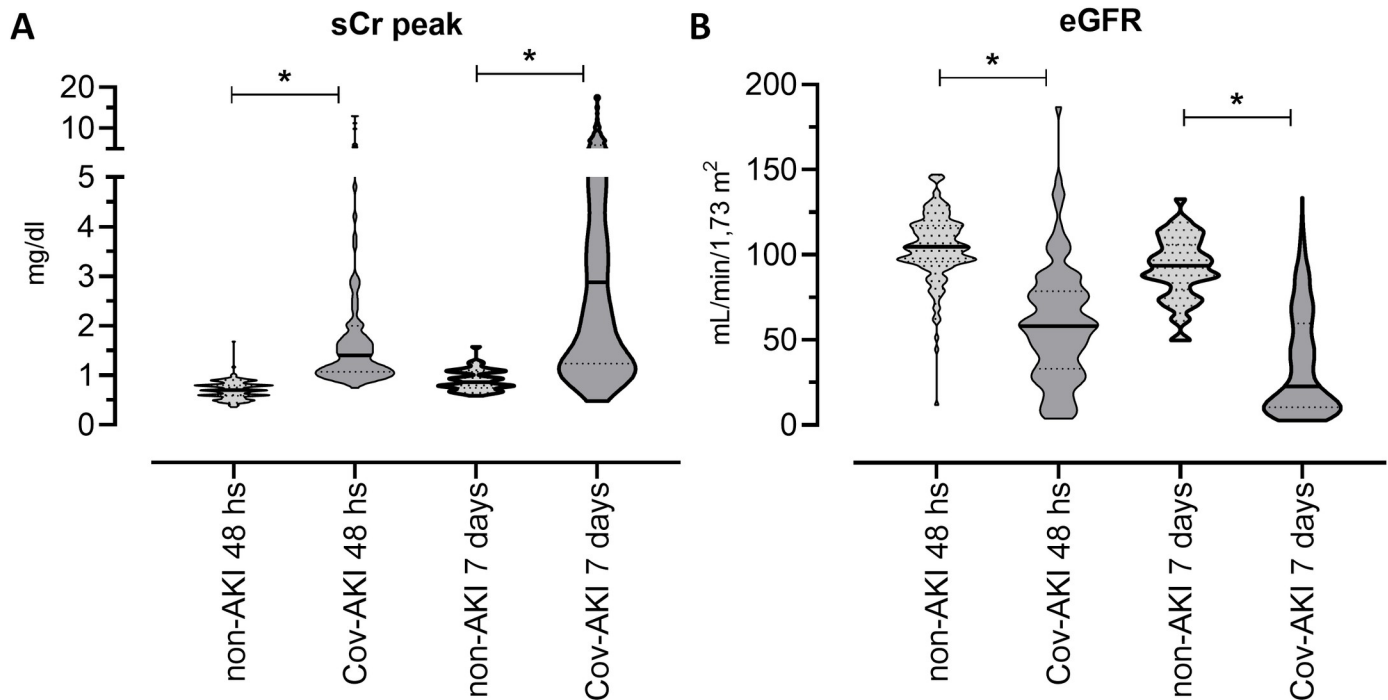 A
sCr peak
*
*
20
10
5
4
3
2
1
0
mg/dl
non-AKI 48 hs
Cov-AKI 48 hs
non-AKI 7 days
Cov-AKI 7 days
B
eGFR
*
*
200
150
100
50
0
mL/min/1,73 m²
non-AKI 48 hs
Cov-AKI 48 hs
non-AKI 7 days
Cov-AKI 7 days